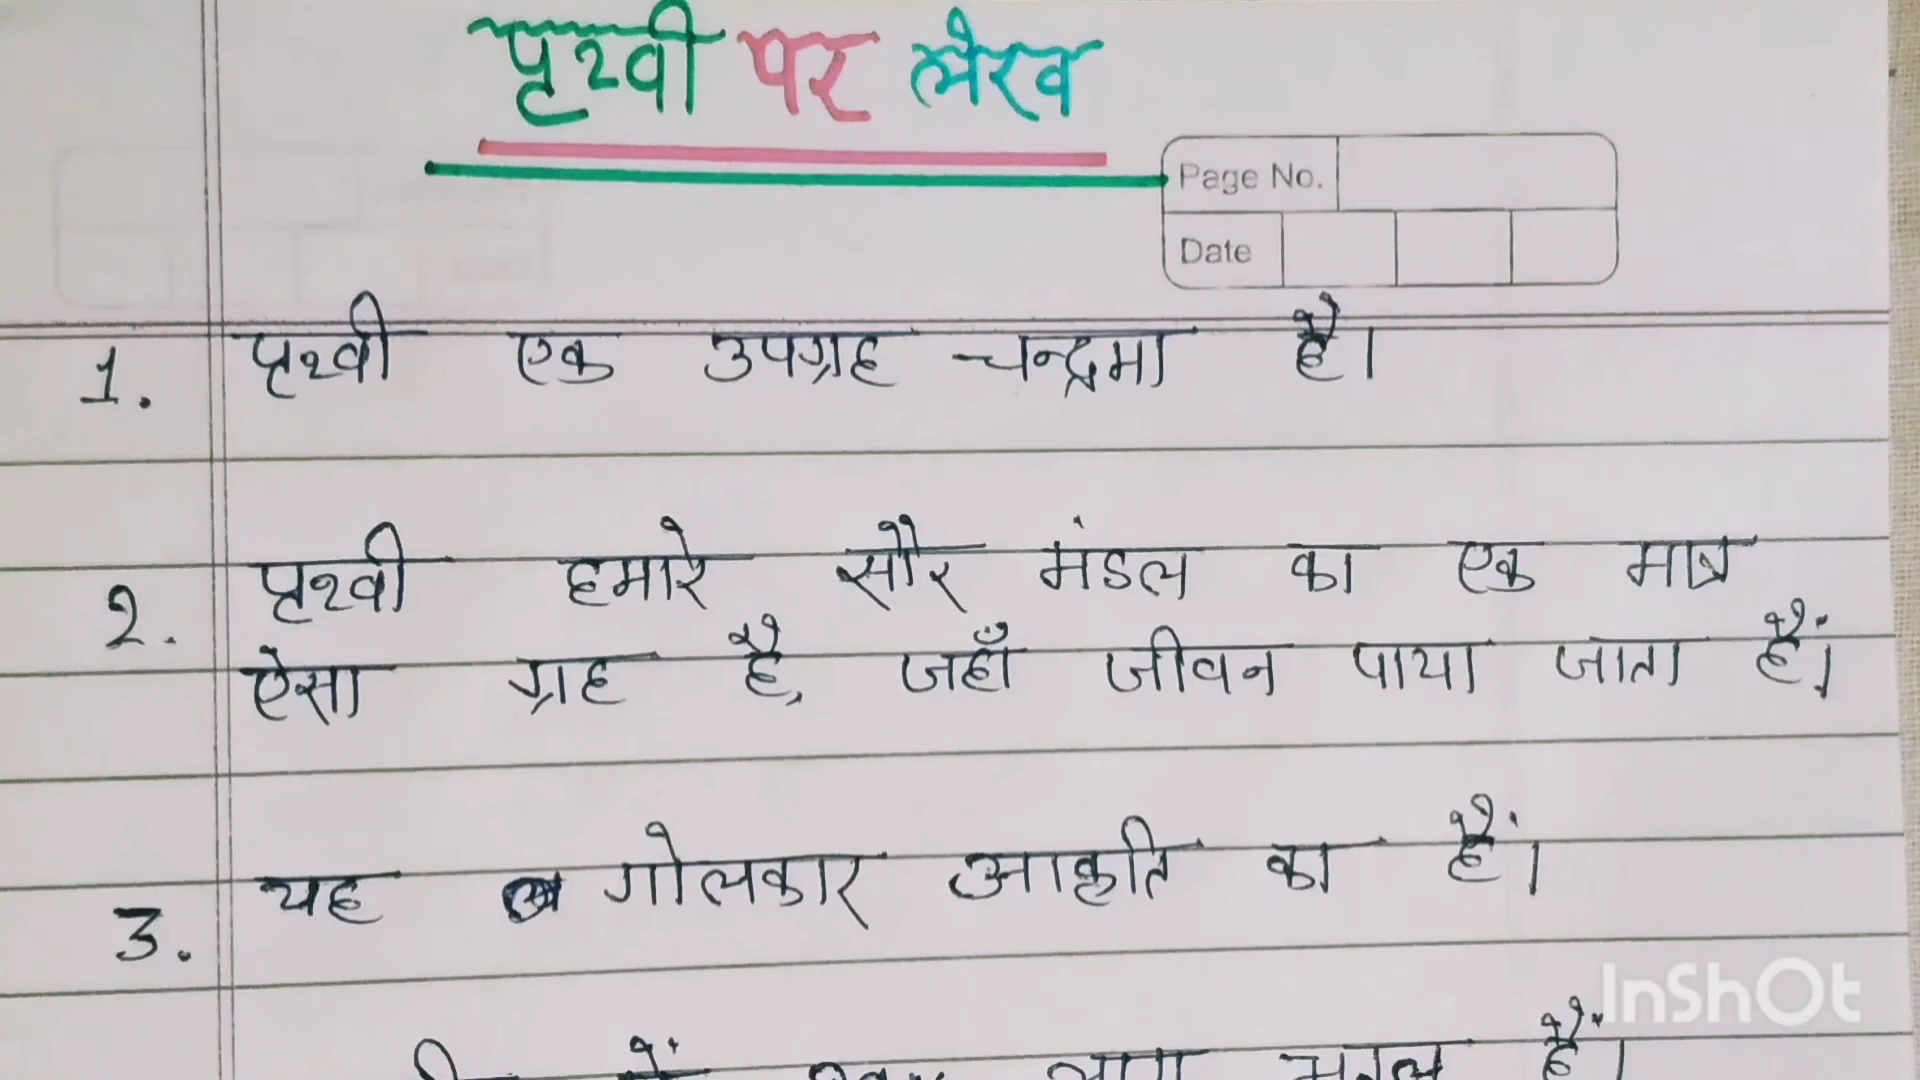 पृथ्वी पर लेख
Page No.
Date
1. पृथ्वी एक उपग्रह चन्द्रमा है।
2. पृथ्वी हमारे सौर मंडल का एक मात्र
ऐसा ग्रह है, जहाँ जीवन पाया जाता हैं।
3. यह गोलकार आकृति का हैं।
हैं।
InShOt